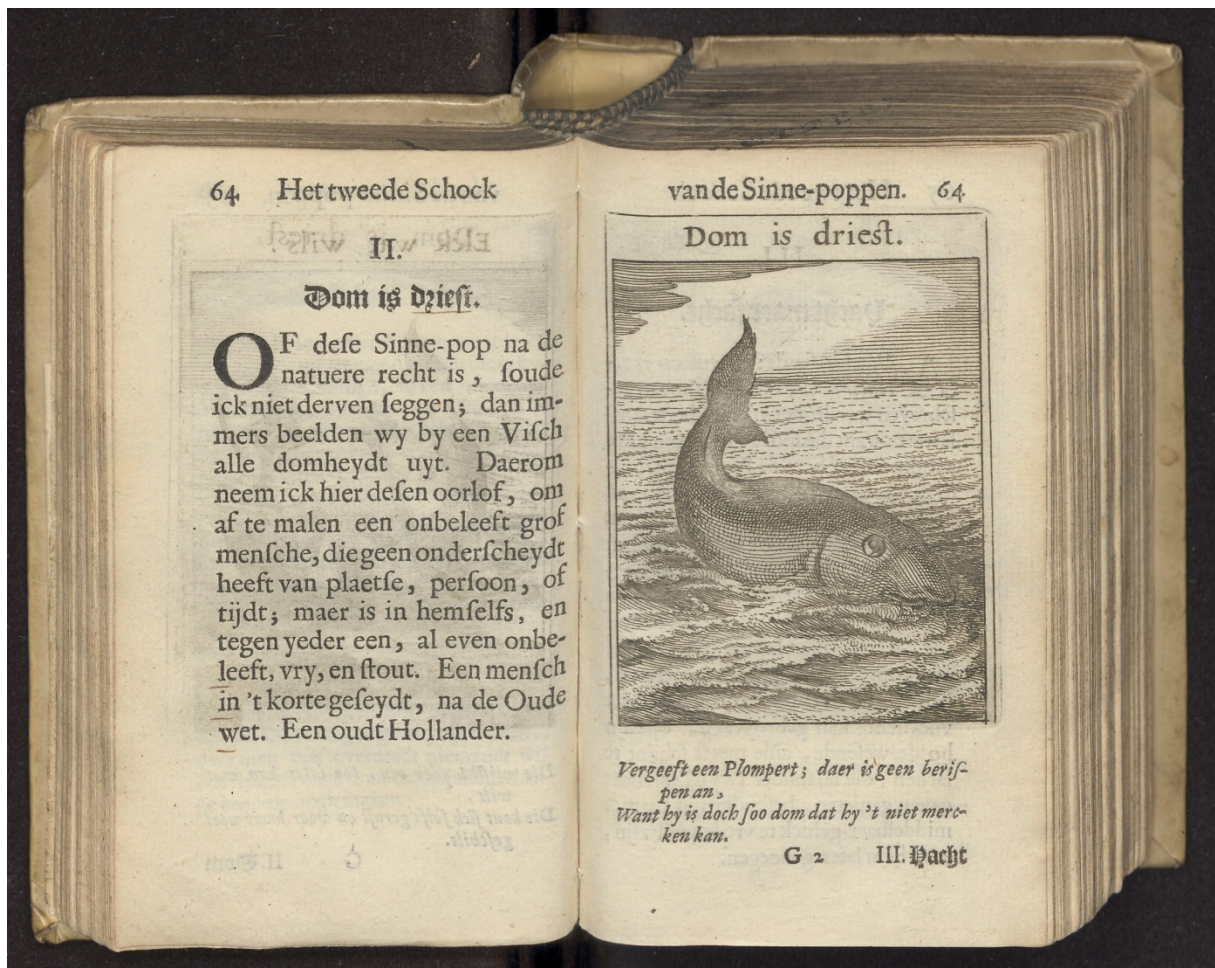 64 Het tweede Schock
II.
Dom is driest.
OF dese Sinne-pop na de
natuere recht is, soude
ick niet derven seggen; dan im-
mers beelden wy by een Visch
alle domheydt uyt. Daerom
neem ick hier desen oorlof, om
af te malen een onbeleeft grof
mensche, die geen onderscheydt
heeft van plaetse, persoon, of
tijdt; maer is in hemselfs, en
tegen yeder een, al even onbe-
leeft, vry, en stout. Een mensch
in 't korte geseydt, na de Oude
wet. Een oudt Hollander.
van de Sinne-poppen. 64
Dom is driest.
Vergeeft een Plompert; daer is geen beris-
pen an,
Want hy is doch soo dom dat hy 't niet merc-
ken kan.
G 2 III. Pacht